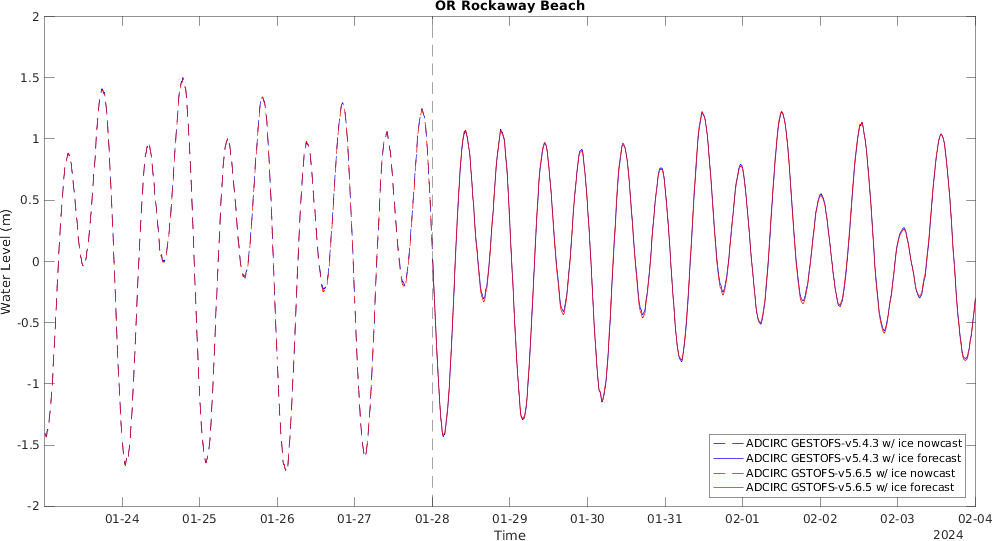 OR Rockaway Beach
Water Level (m)
2
1.5
1
0.5
0
-0.5
-1
-1.5
-2
ADCIRC GESTOFS-v5.4.3 w/ ice nowcast
ADCIRC GESTOFS-v5.4.3 w/ ice forecast
ADCIRC GSTOFS-v5.6.5 w/ ice nowcast
ADCIRC GSTOFS-v5.6.5 w/ ice forecast
01-24 01-25 01-26 01-27 01-28 01-29 01-30 01-31 02-01 02-02 02-03 02-04
Time
2024